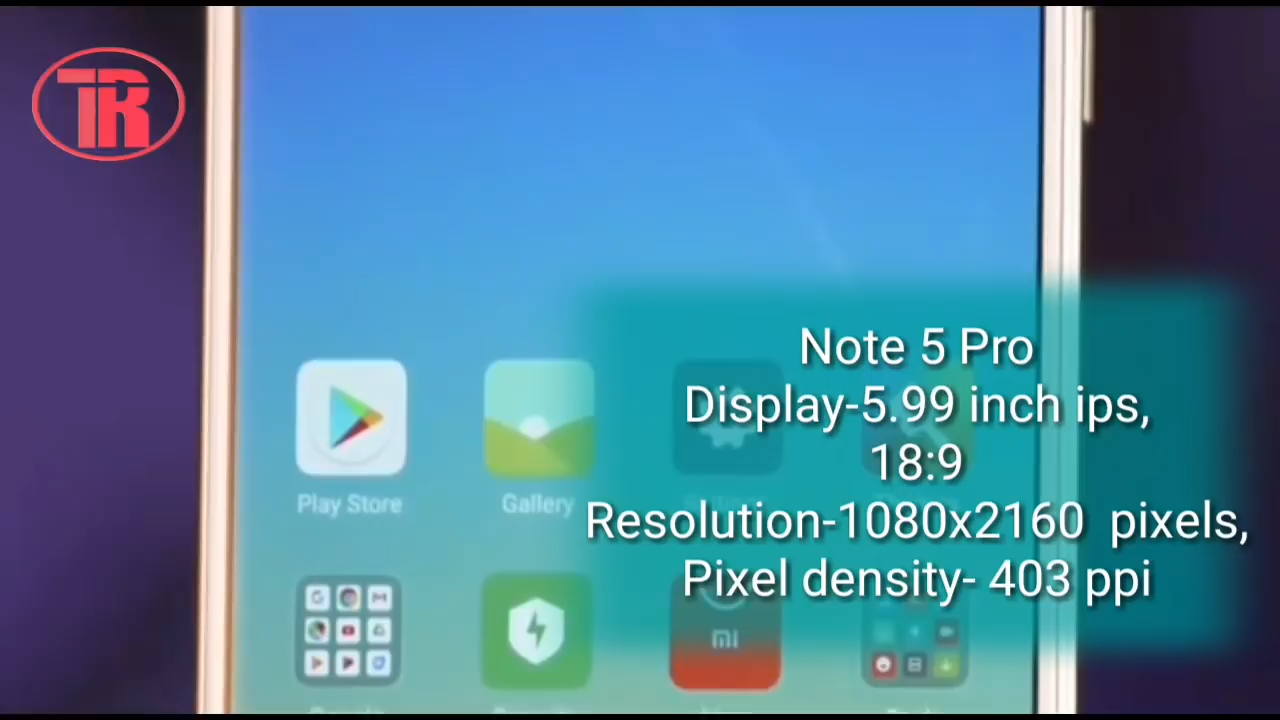 TR
Note 5 Pro
Display-5.99 inch ips,
18:9
Resolution-1080x2160 pixels,
Pixel density- 403 ppi
Play Store
Gallery
MI